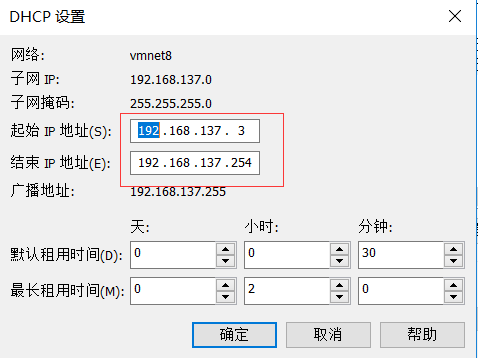 DHCP 设置
网络: vmnet8
子网 IP: 192.168.137.0
子网掩码: 255.255.255.0
起始 IP 地址(S): 192 .168 .137 . 3
结束 IP 地址(E): 192 .168 .137 .254
广播地址: 192.168.137.255
天: 小时: 分钟:
默认租用时间(D): 0 0 30
最长租用时间(M): 0 2 0
确定 取消 帮助